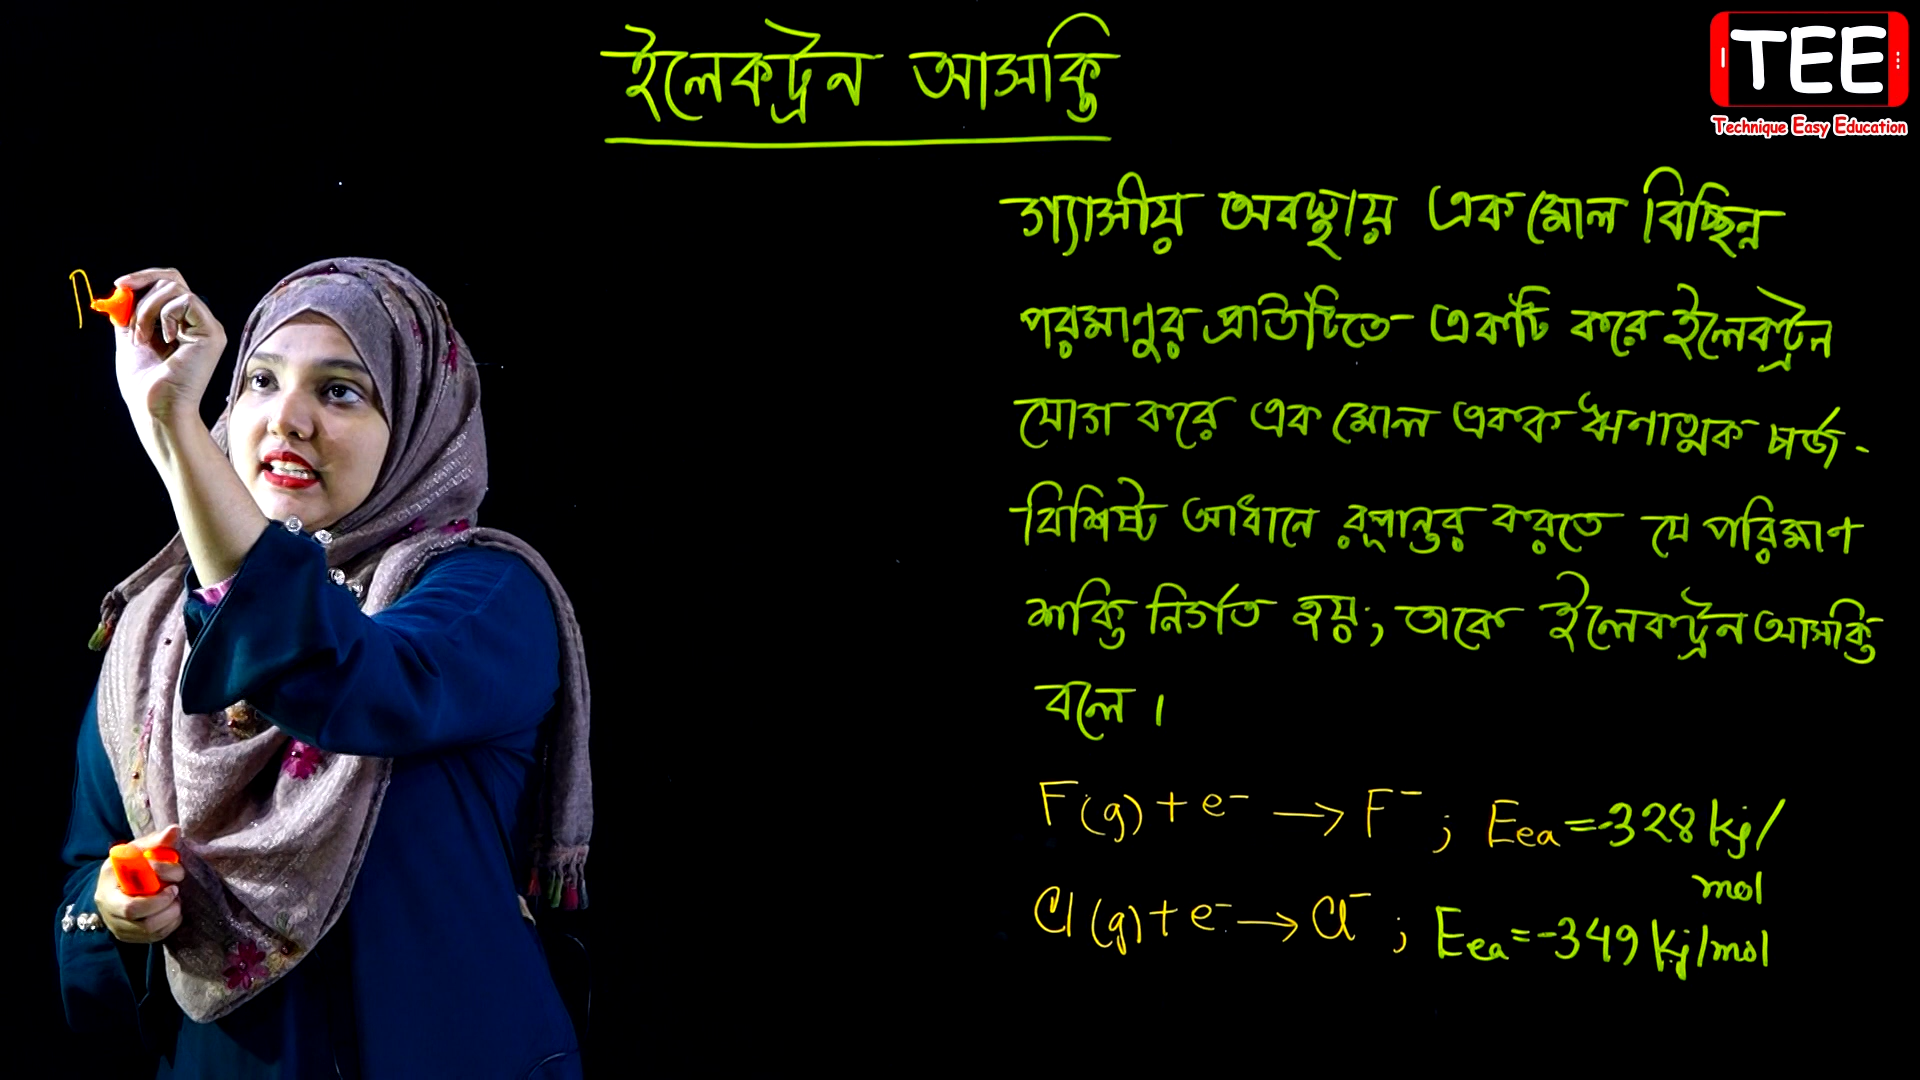 ইলেকট্রন আসক্তি
TEE
Technique Easy Education
গ্যাসীয় অবস্থায় এক মোল বিচ্ছিন্ন
পরমাণুর প্রতিটিতে একটি করে ইলেকট্রন
যোগ করে এক মোল একক ঋণাত্মক চার্জ -
বিশিষ্ট আধানে রূপান্তর করতে যে পরিমাণ
শক্তি নির্গত হয়; তাকে ইলেকট্রন আসক্তি
বলে ।
F(g) + e⁻ → F⁻ ; Eea = -328 kj/
mol
Cl(g) + e⁻ → Cl⁻ ; Eea = -349 kj/mol